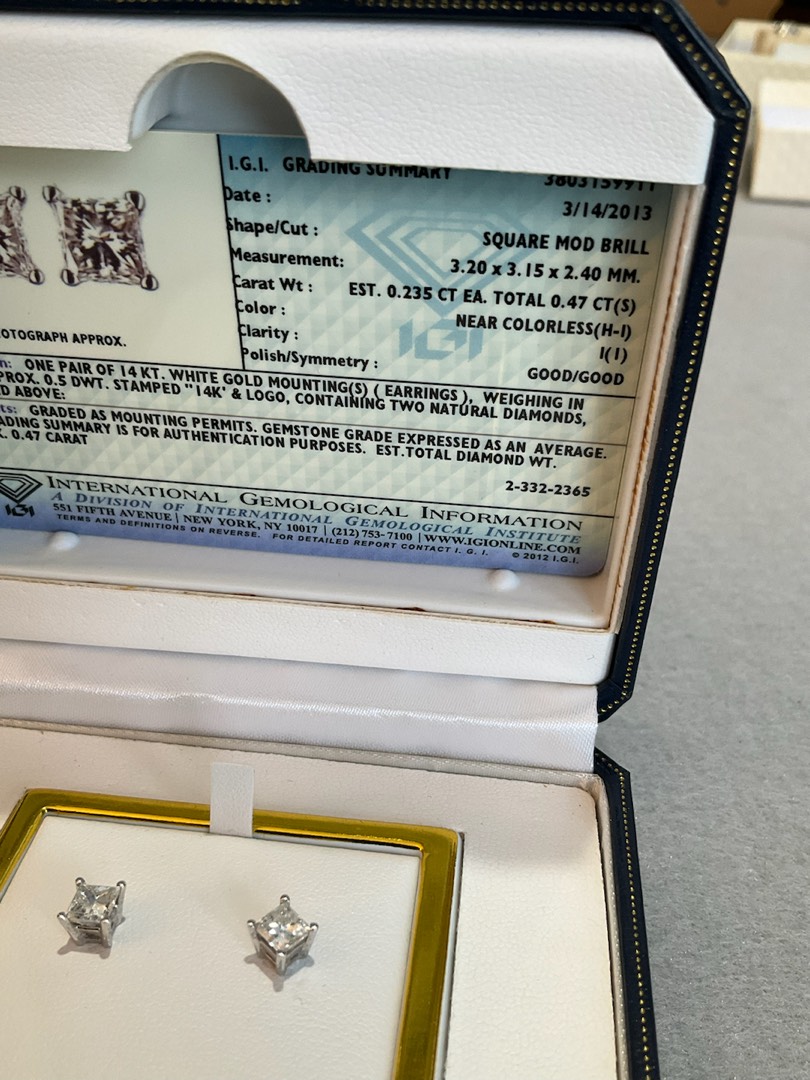 I.G.I. GRADING SUMMARY 3803159911
Date : 3/14/2013
Shape/Cut : SQUARE MOD BRILL
Measurement: 3.20 x 3.15 x 2.40 MM.
Carat Wt : EST. 0.235 CT EA. TOTAL 0.47 CT(S)
Color : NEAR COLORLESS(H-I)
Clarity : I(1)
Polish/Symmetry : GOOD/GOOD
OTOGRAPH APPROX.
n: ONE PAIR OF 14 KT. WHITE GOLD MOUNTING(S) ( EARRINGS ), WEIGHING IN
PROX. 0.5 DWT. STAMPED "14K' & LOGO, CONTAINING TWO NATURAL DIAMONDS,
D ABOVE:
ts: GRADED AS MOUNTING PERMITS. GEMSTONE GRADE EXPRESSED AS AN AVERAGE.
ADING SUMMARY IS FOR AUTHENTICATION PURPOSES. EST.TOTAL DIAMOND WT.
. 0.47 CARAT
2-332-2365
IGI
INTERNATIONAL GEMOLOGICAL INFORMATION
A DIVISION OF INTERNATIONAL GEMOLOGICAL INSTITUTE
551 FIFTH AVENUE | NEW YORK, NY 10017 | (212) 753-7100 | WWW.IGIONLINE.COM
TERMS AND DEFINITIONS ON REVERSE. FOR DETAILED REPORT CONTACT I. G. I. © 2012 I.G.I.
IGI